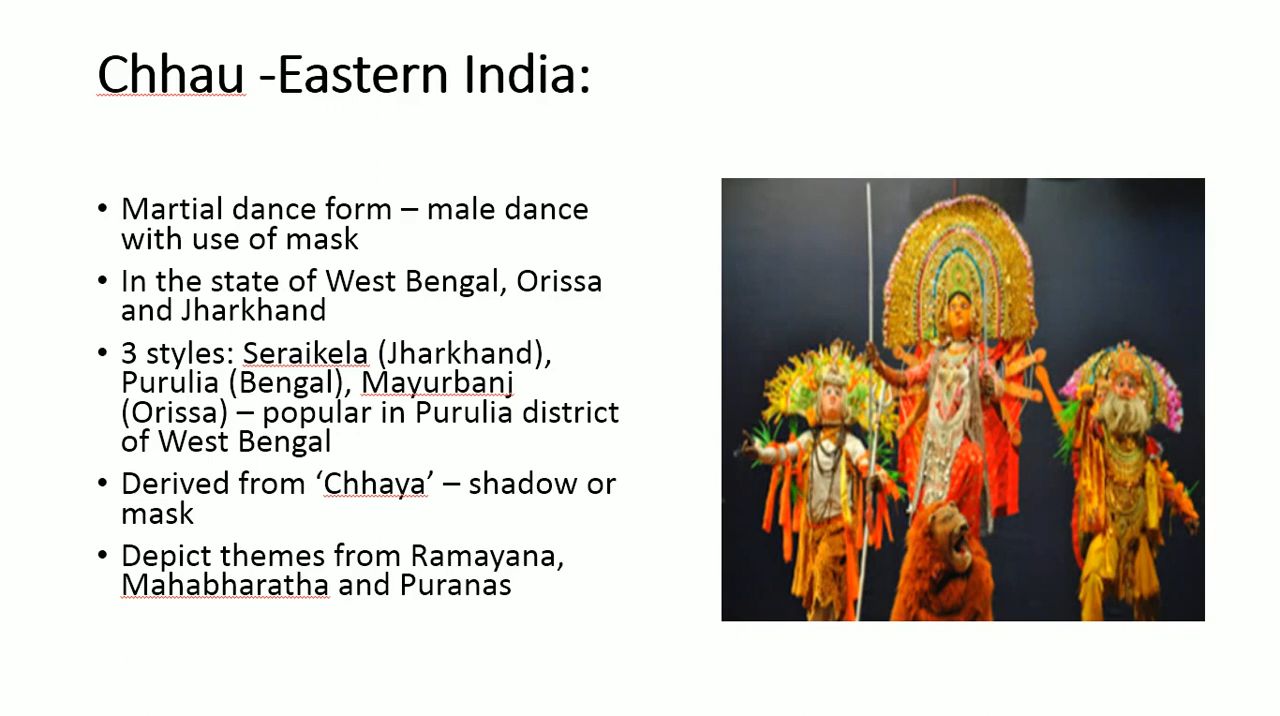 Chhau -Eastern India:
• Martial dance form – male dance
with use of mask
• In the state of West Bengal, Orissa
and Jharkhand
• 3 styles: Seraikela (Jharkhand),
Purulia (Bengal), Mayurbanj
(Orissa) – popular in Purulia district
of West Bengal
• Derived from ‘Chhaya’ – shadow or
mask
• Depict themes from Ramayana,
Mahabharatha and Puranas